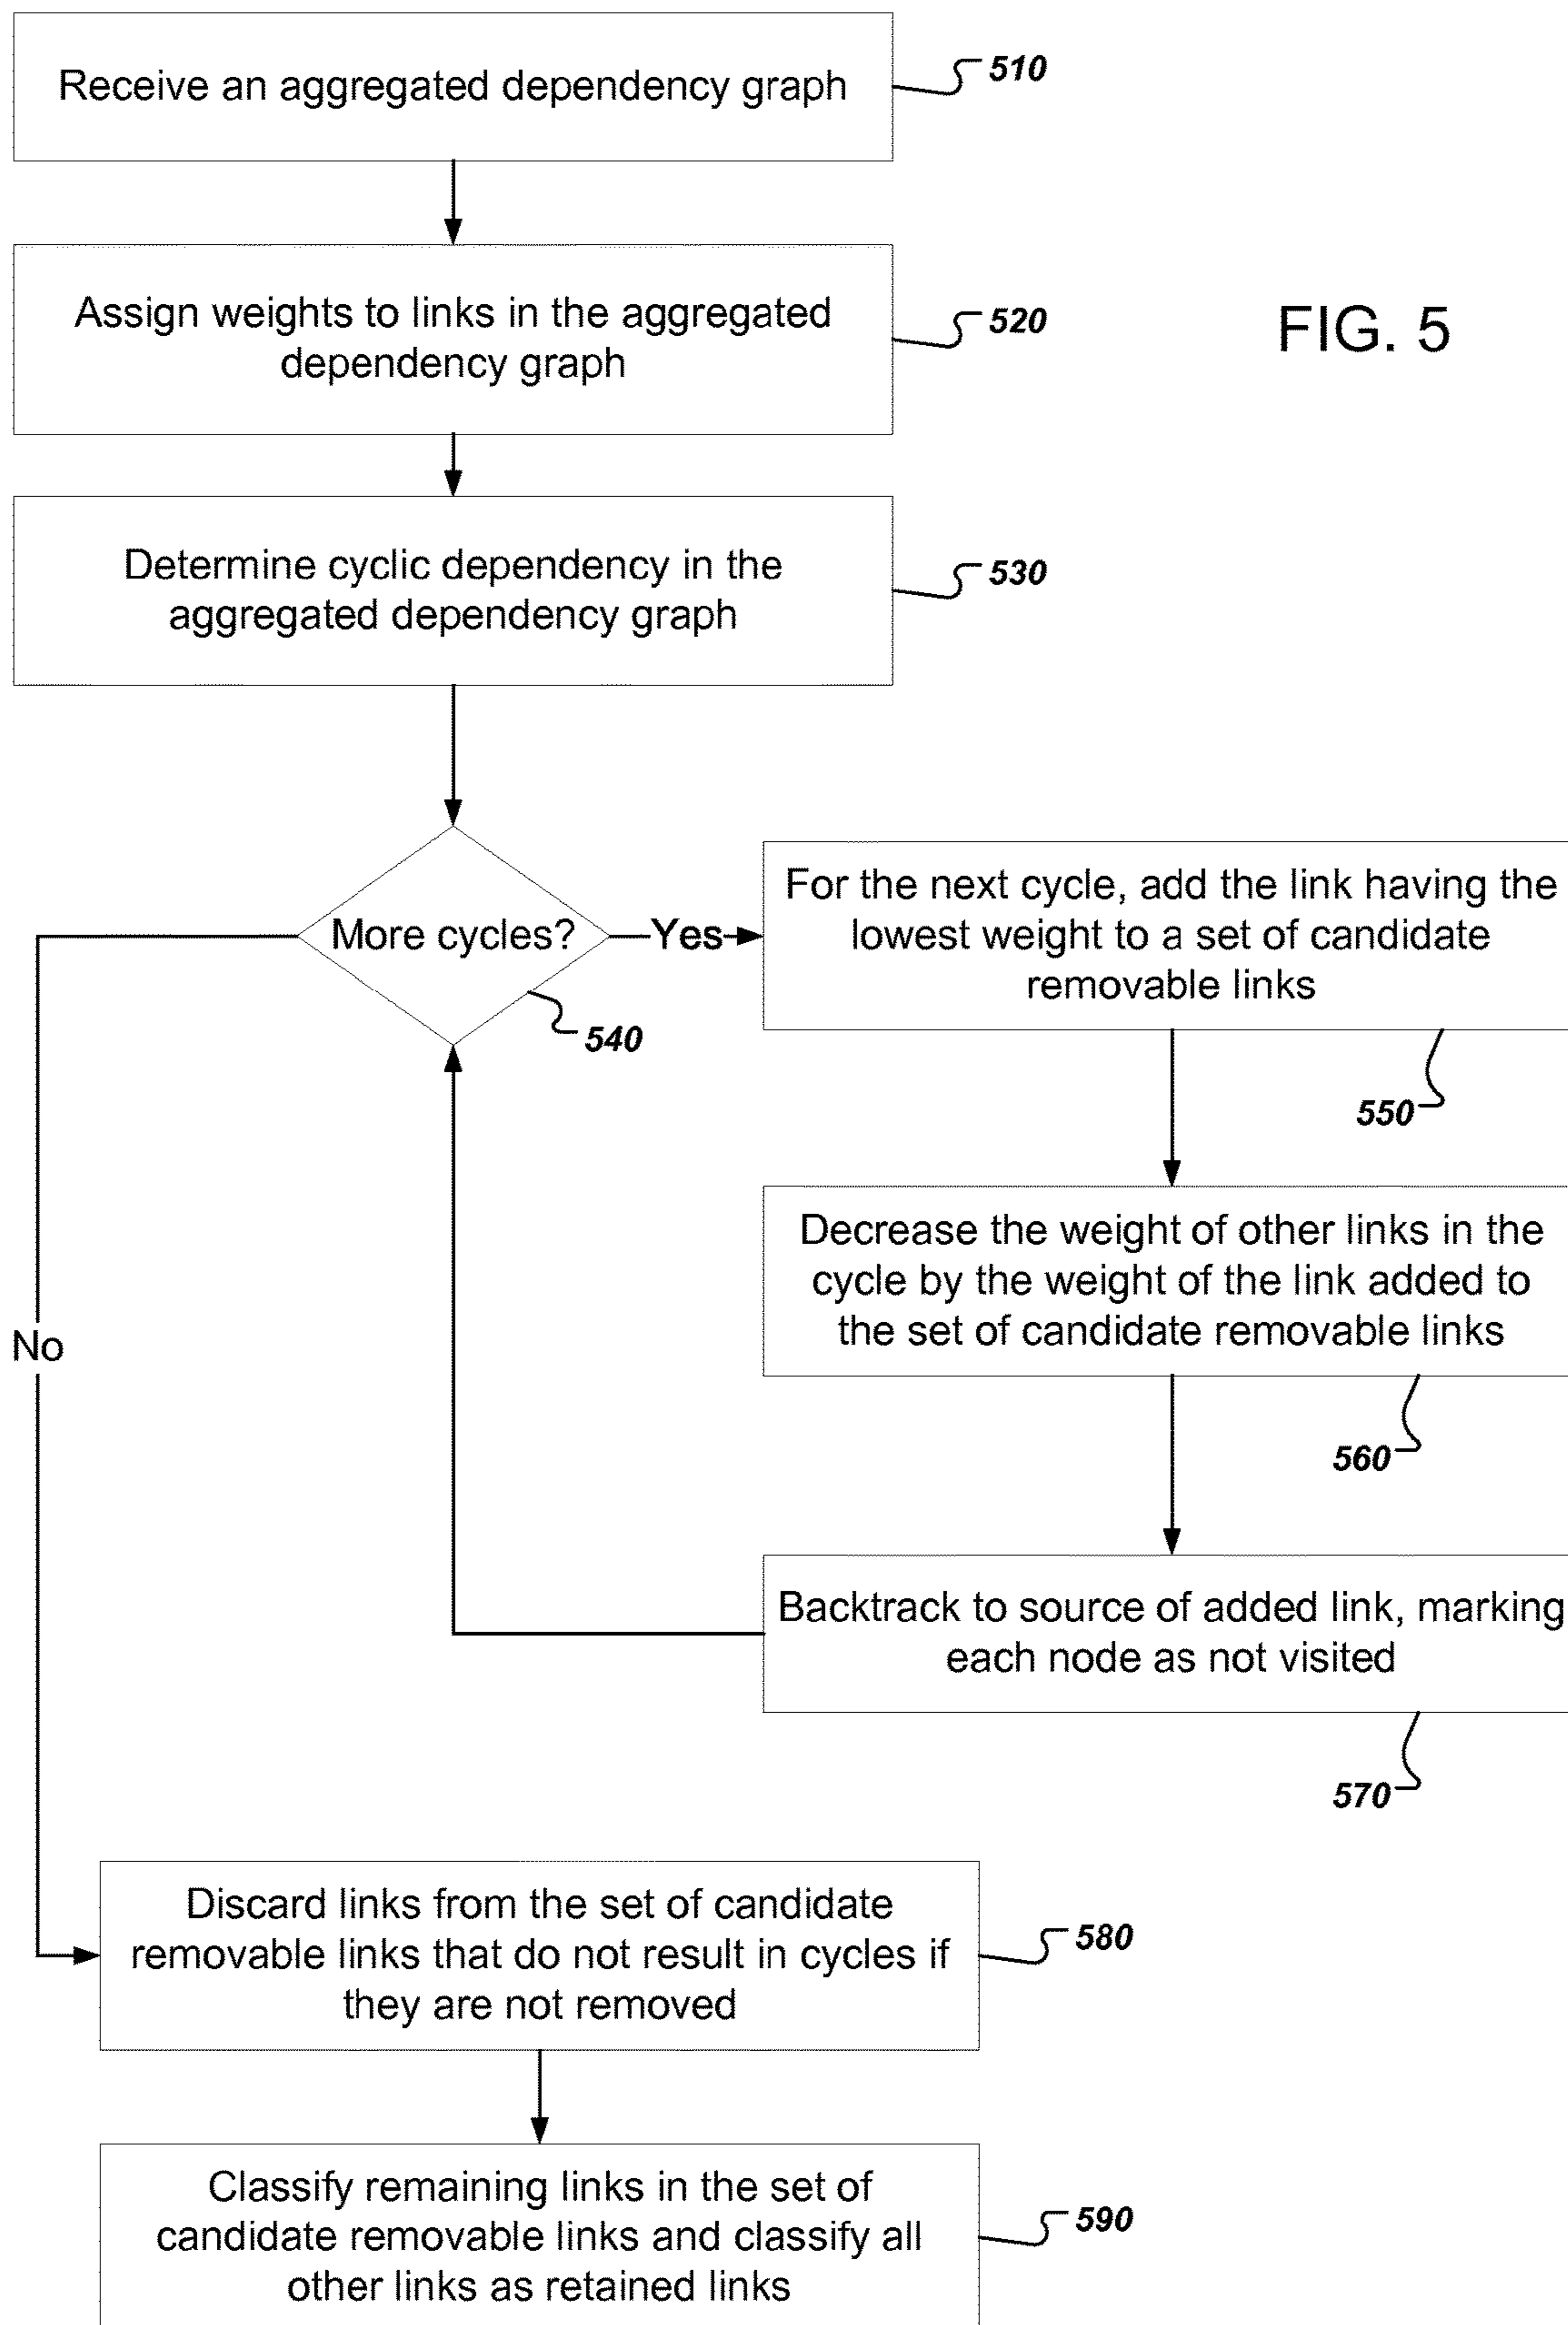 Receive an aggregated dependency graph
510
Assign weights to links in the aggregated
dependency graph
520
FIG. 5
Determine cyclic dependency in the
aggregated dependency graph
530
More cycles?
Yes
540
For the next cycle, add the link having the
lowest weight to a set of candidate
removable links
550
Decrease the weight of other links in the
cycle by the weight of the link added to
the set of candidate removable links
560
No
Backtrack to source of added link, marking
each node as not visited
570
Discard links from the set of candidate
removable links that do not result in cycles if
they are not removed
580
Classify remaining links in the set of
candidate removable links and classify all
other links as retained links
590